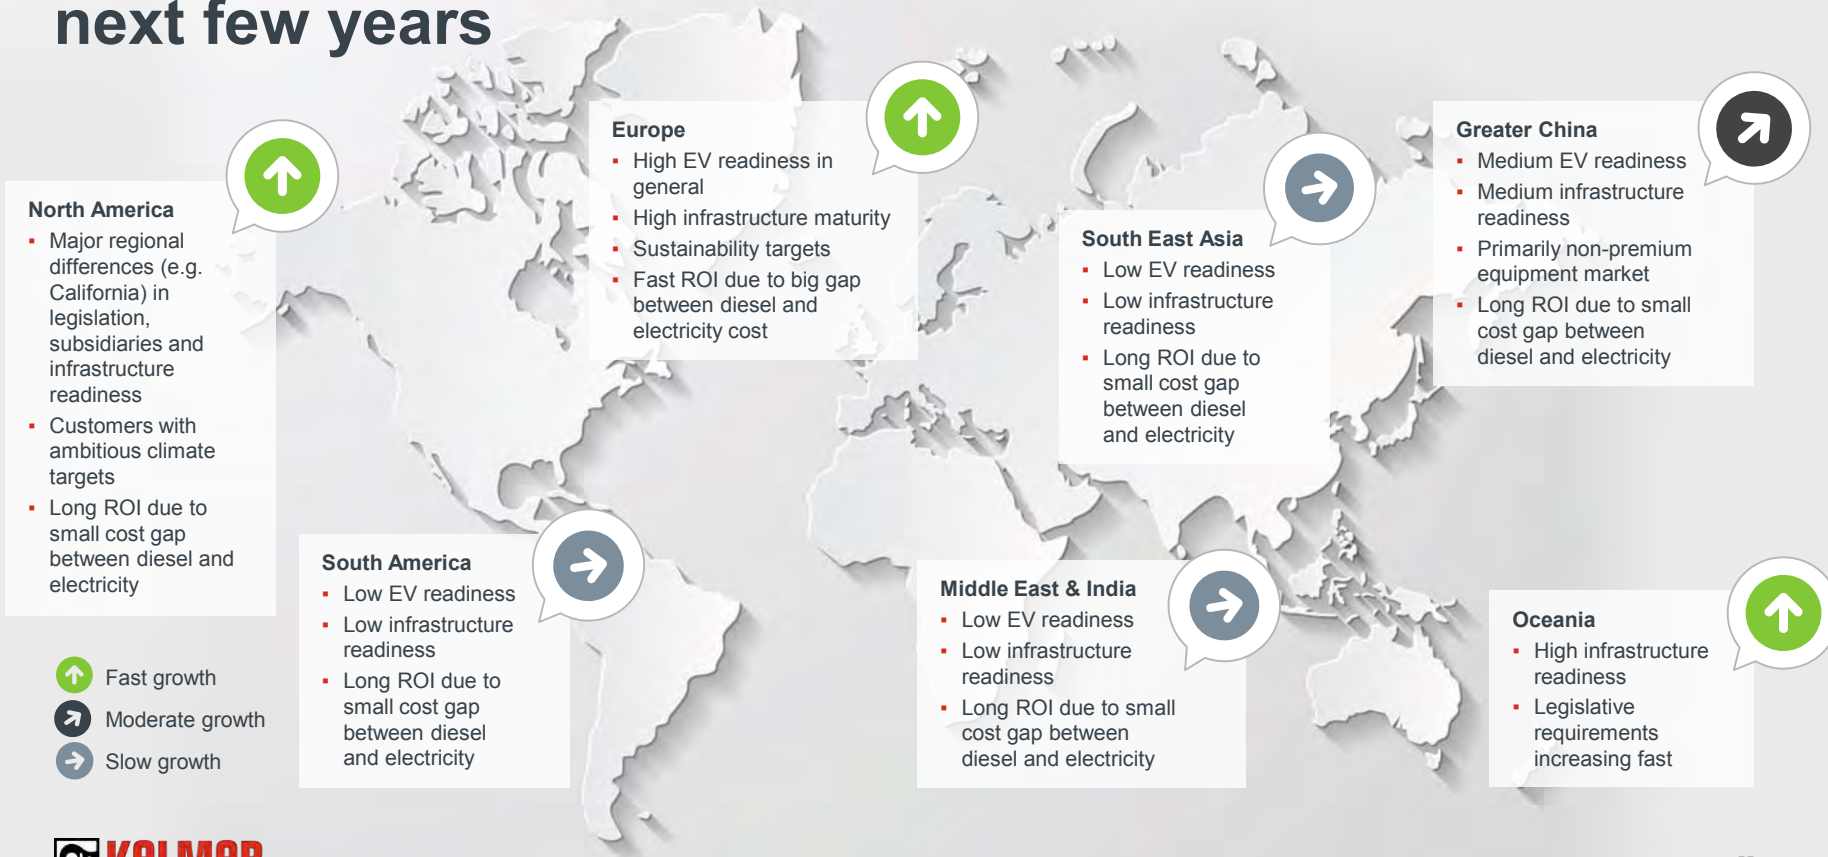 next few years
North America
▪ Major regional
differences (e.g.
California) in
legislation,
subsidiaries and
infrastructure
readiness
▪ Customers with
ambitious climate
targets
▪ Long ROI due to
small cost gap
between diesel and
electricity
Europe
▪ High EV readiness in
general
▪ High infrastructure maturity
▪ Sustainability targets
▪ Fast ROI due to big gap
between diesel and
electricity cost
South East Asia
▪ Low EV readiness
▪ Low infrastructure
readiness
▪ Long ROI due to
small cost gap
between diesel
and electricity
Greater China
▪ Medium EV readiness
▪ Medium infrastructure
readiness
▪ Primarily non-premium
equipment market
▪ Long ROI due to small
cost gap between
diesel and electricity
South America
▪ Low EV readiness
▪ Low infrastructure
readiness
▪ Long ROI due to
small cost gap
between diesel
and electricity
Middle East & India
▪ Low EV readiness
▪ Low infrastructure
readiness
▪ Long ROI due to small
cost gap between
diesel and electricity
Oceania
▪ High infrastructure
readiness
▪ Legislative
requirements
increasing fast
Fast growth
Moderate growth
Slow growth
KALMAR